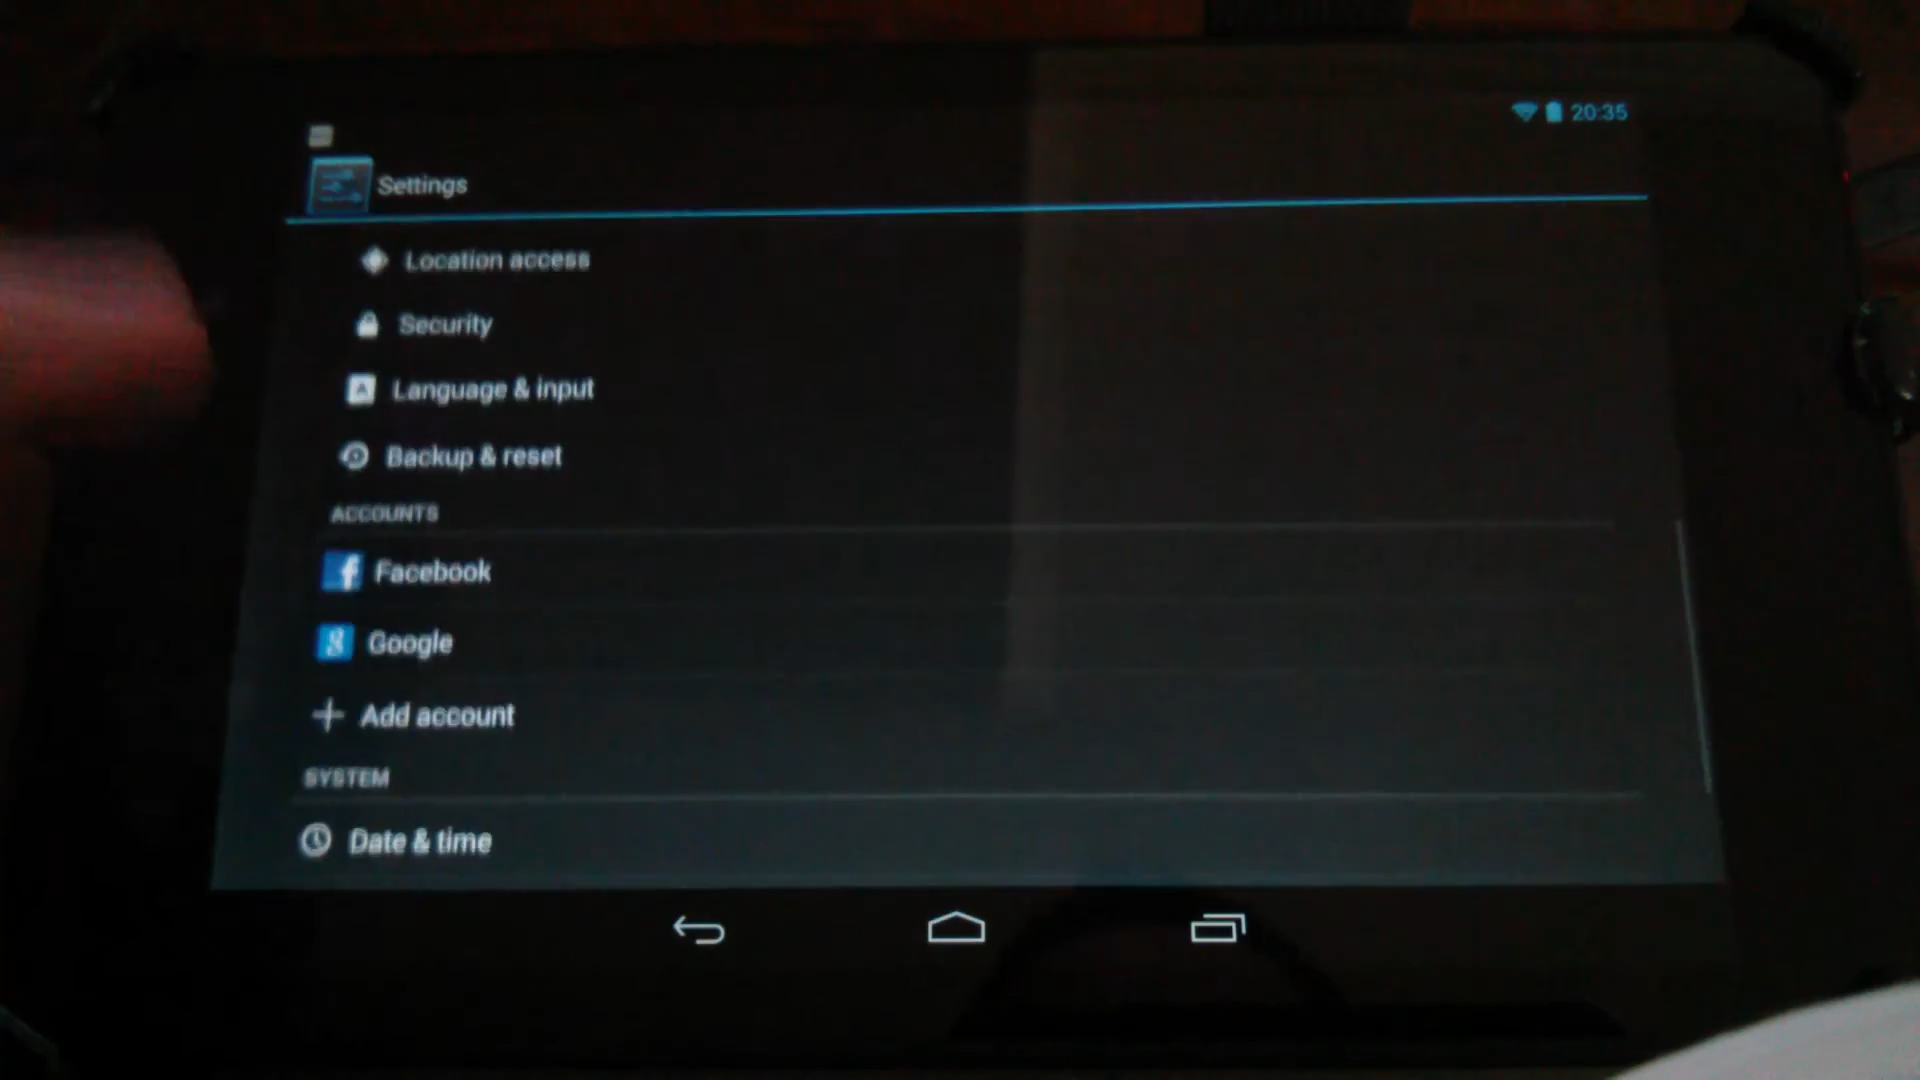 20:35
Settings
Location access
Security
Language & input
Backup & reset
ACCOUNTS
Facebook
Google
Add account
SYSTEM
Date & time